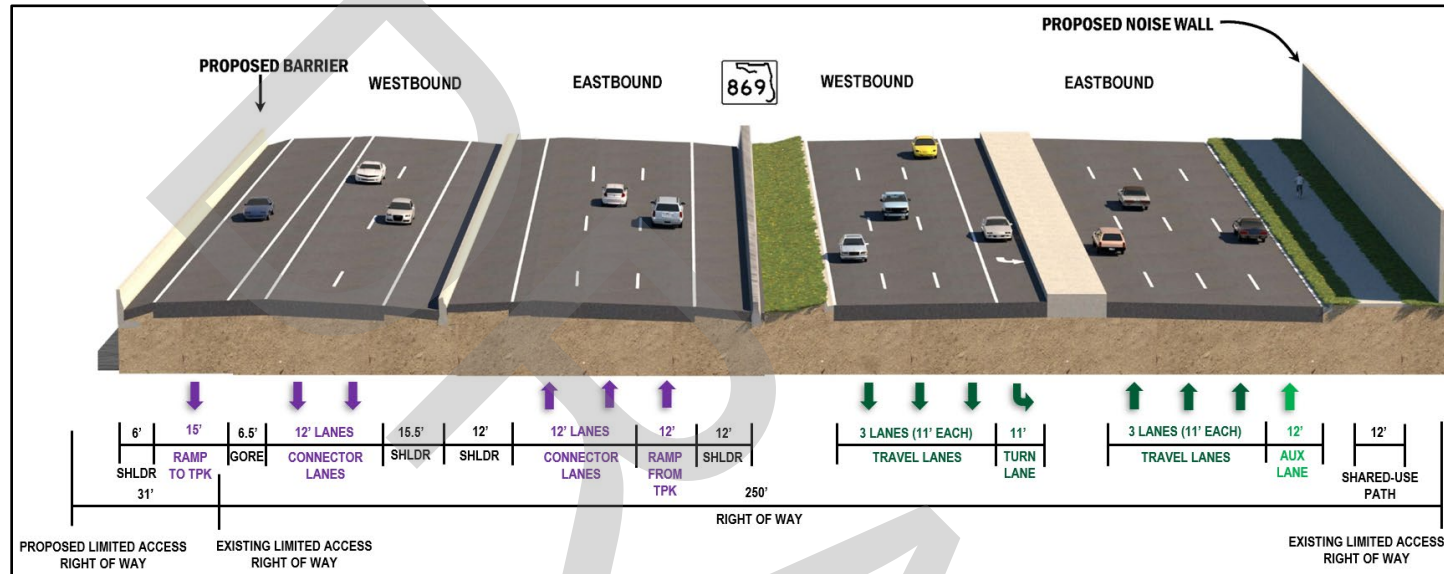 PROPOSED NOISE WALL
PROPOSED BARRIER
WESTBOUND
EASTBOUND
869
WESTBOUND
EASTBOUND
6'
SHLDR
15'
RAMP
TO TPK
6.5'
GORE
12' LANES
CONNECTOR
LANES
15.5'
SHLDR
12'
SHLDR
12' LANES
CONNECTOR
LANES
12'
RAMP
FROM
TPK
12'
SHLDR
3 LANES (11' EACH)
TRAVEL LANES
11'
TURN
LANE
3 LANES (11' EACH)
TRAVEL LANES
12'
AUX
LANE
12'
SHARED-USE
PATH
31'
250'
RIGHT OF WAY
PROPOSED LIMITED ACCESS
RIGHT OF WAY
EXISTING LIMITED ACCESS
RIGHT OF WAY
EXISTING LIMITED ACCESS
RIGHT OF WAY